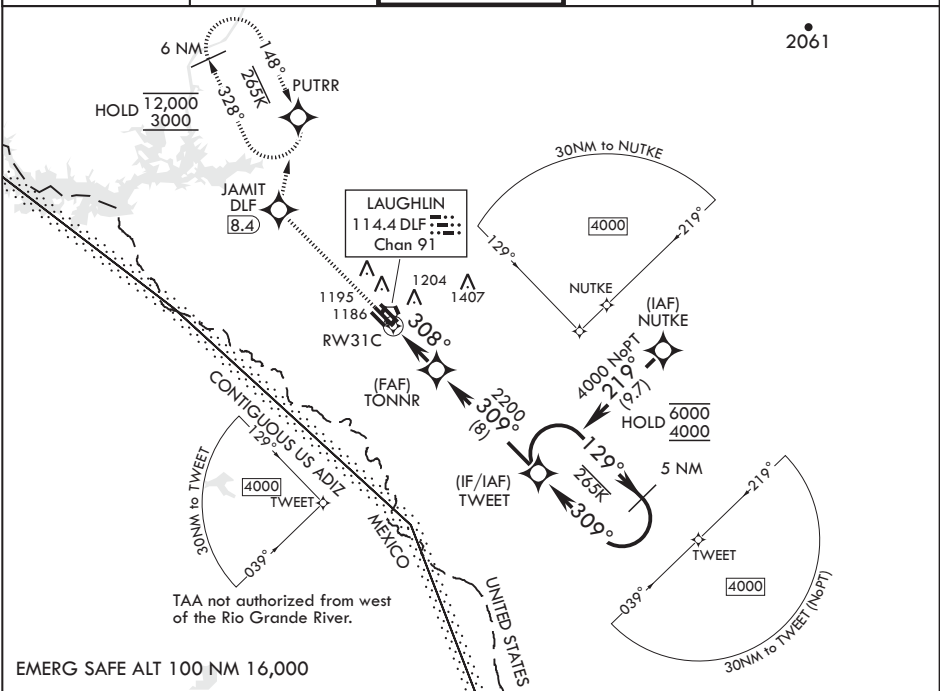 2061
6 NM
148°
265K
328°
PUTRR
HOLD 12,000
3000
JAMIT
DLF
8.4
LAUGHLIN
114.4 DLF
Chan 91
30NM to NUTKE
4000
129°
219°
NUTKE
1195
1204
1407
1186
RW31C
308°
(IAF)
NUTKE
4000 NoPT
219°
(9.7)
(FAF)
TONNR
2200
309°
(8)
HOLD 6000
4000
129°
265K
5 NM
309°
(IF/IAF)
TWEET
CONTIGUOUS US ADIZ
MEXICO
UNITED STATES
30NM to TWEET
129°
4000
TWEET
039°
219°
TWEET
039°
4000
30NM to TWEET (NoPT)
TAA not authorized from west
of the Rio Grande River.
EMERG SAFE ALT 100 NM 16,000